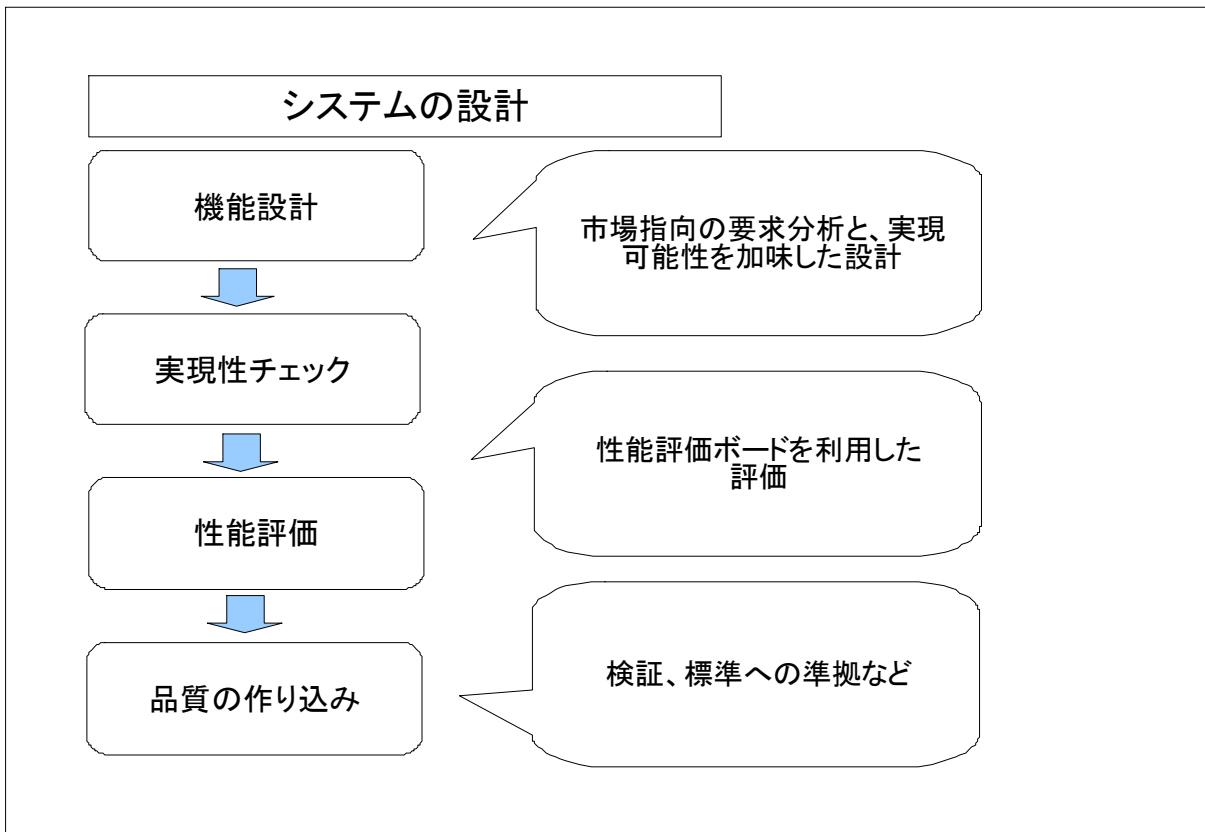 システムの設計
機能設計
市場指向の要求分析と、実現
可能性を加味した設計
実現性チェック
性能評価ボードを利用した
評価
性能評価
検証、標準への準拠など
品質の作り込み